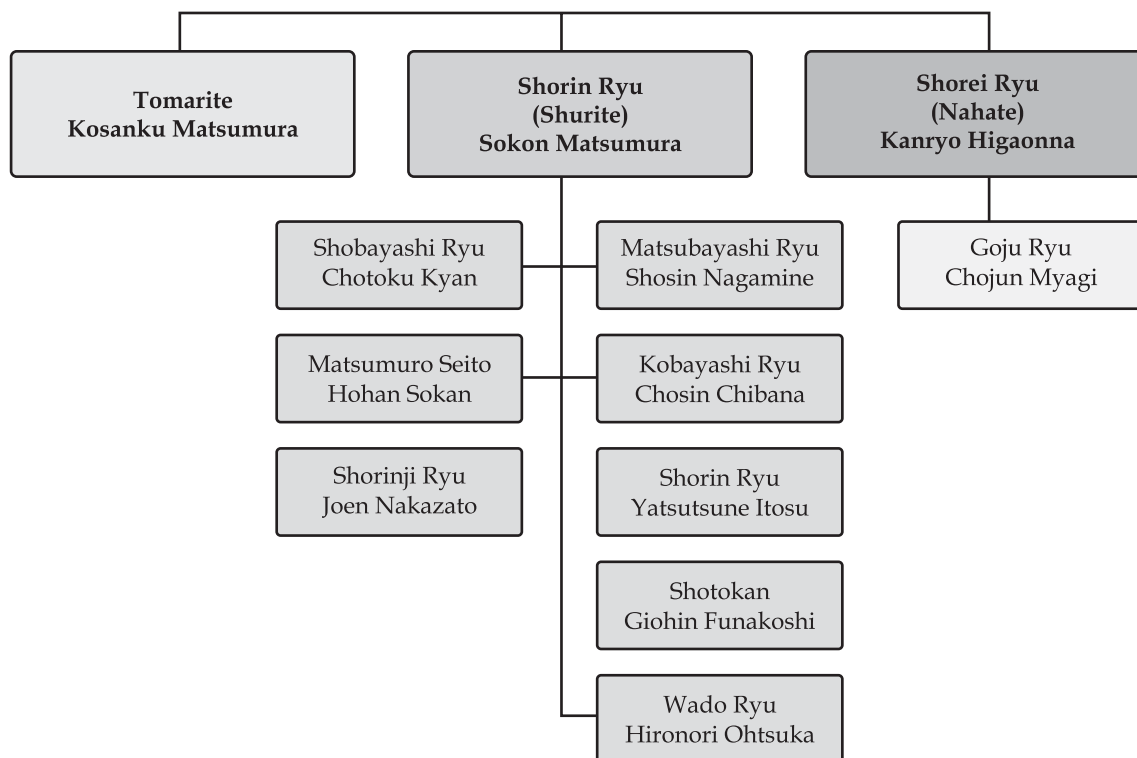 Tomarite
Kosanku Matsumura
Shorin Ryu
(Shurite)
Sokon Matsumura
Shorei Ryu
(Nahate)
Kanryo Higaonna
Shobayashi Ryu
Chotoku Kyan
Matsubayashi Ryu
Shosin Nagamine
Goju Ryu
Chojun Myagi
Matsumuro Seito
Hohan Sokan
Kobayashi Ryu
Chosin Chibana
Shorinji Ryu
Joen Nakazato
Shorin Ryu
Yatsutsune Itosu
Shotokan
Giohin Funakoshi
Wado Ryu
Hironori Ohtsuka